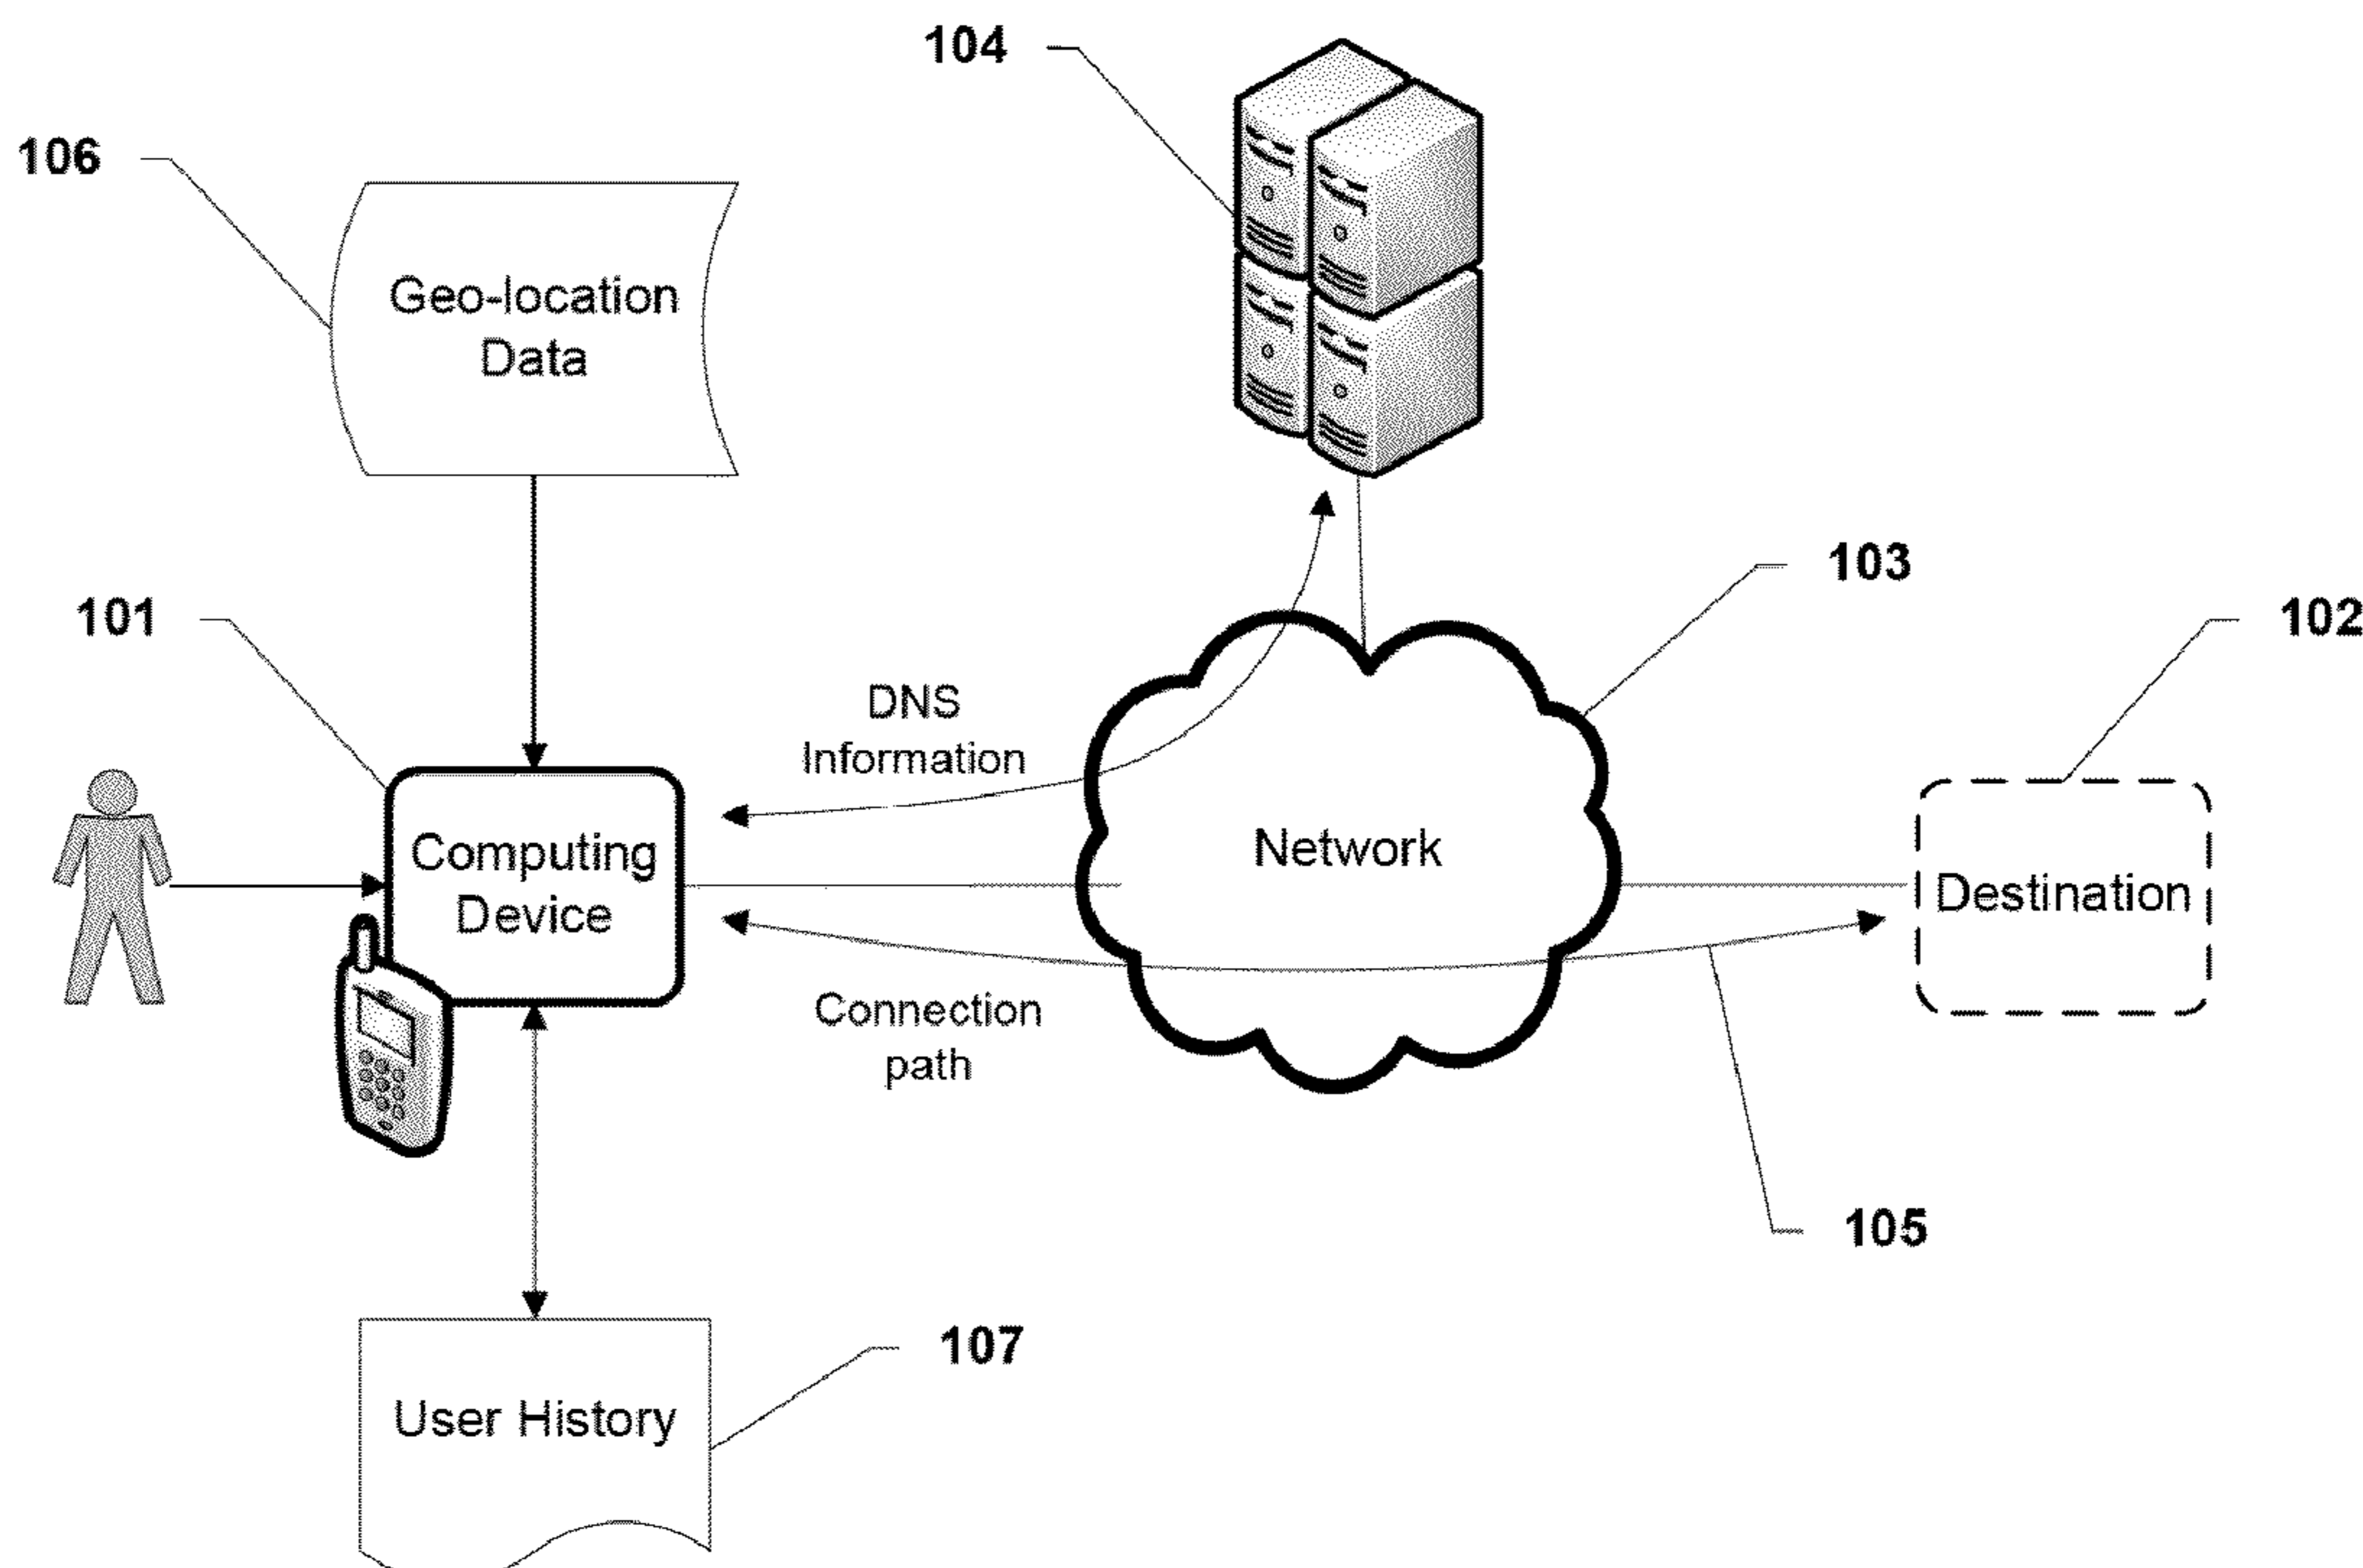 104
106
Geo-location
Data
103
101
102
DNS
Information
Computing
Device
Network
Destination
Connection
path
105
107
User History